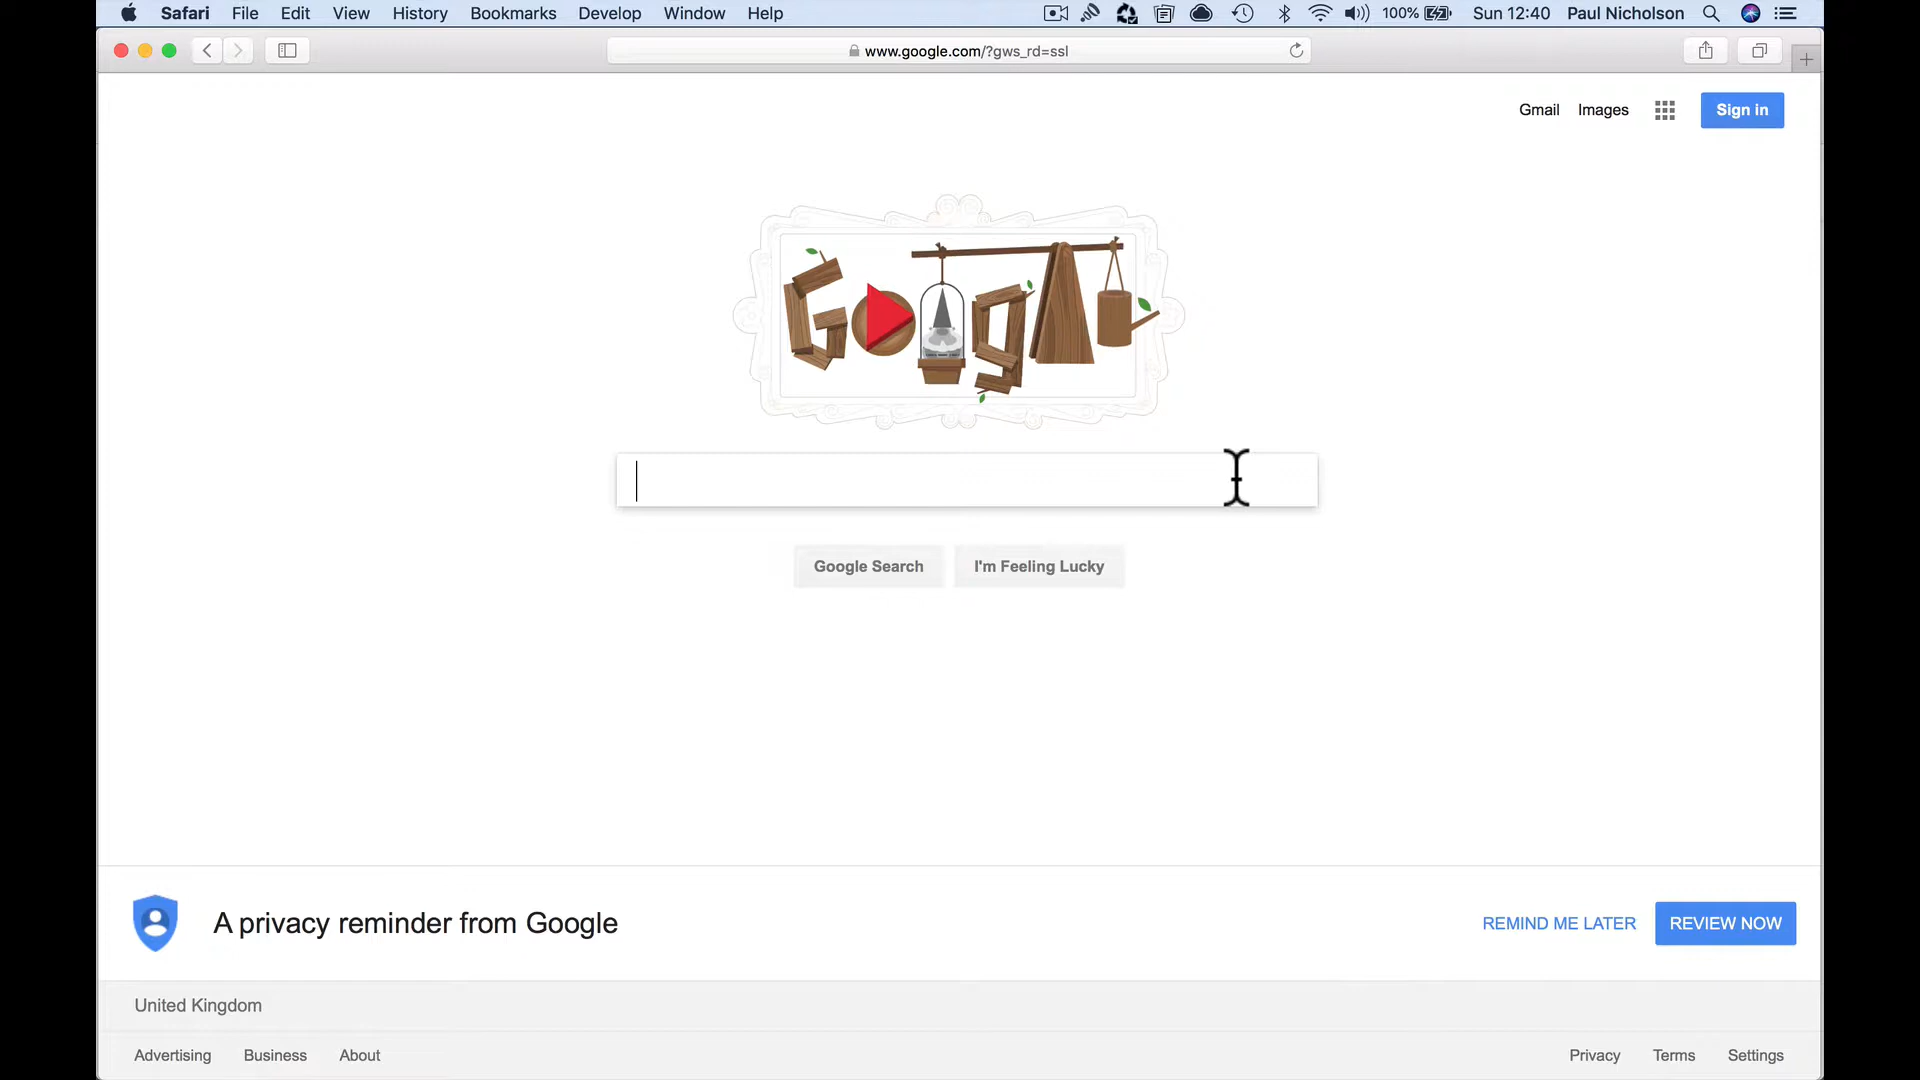 Safari File Edit View History Bookmarks Develop Window Help 100% Sun 12:40 Paul Nicholson
www.google.com/?gws_rd=ssl
Gmail Images Sign in
Google Search I'm Feeling Lucky
A privacy reminder from Google REMIND ME LATER REVIEW NOW
United Kingdom
Advertising Business About Privacy Terms Settings